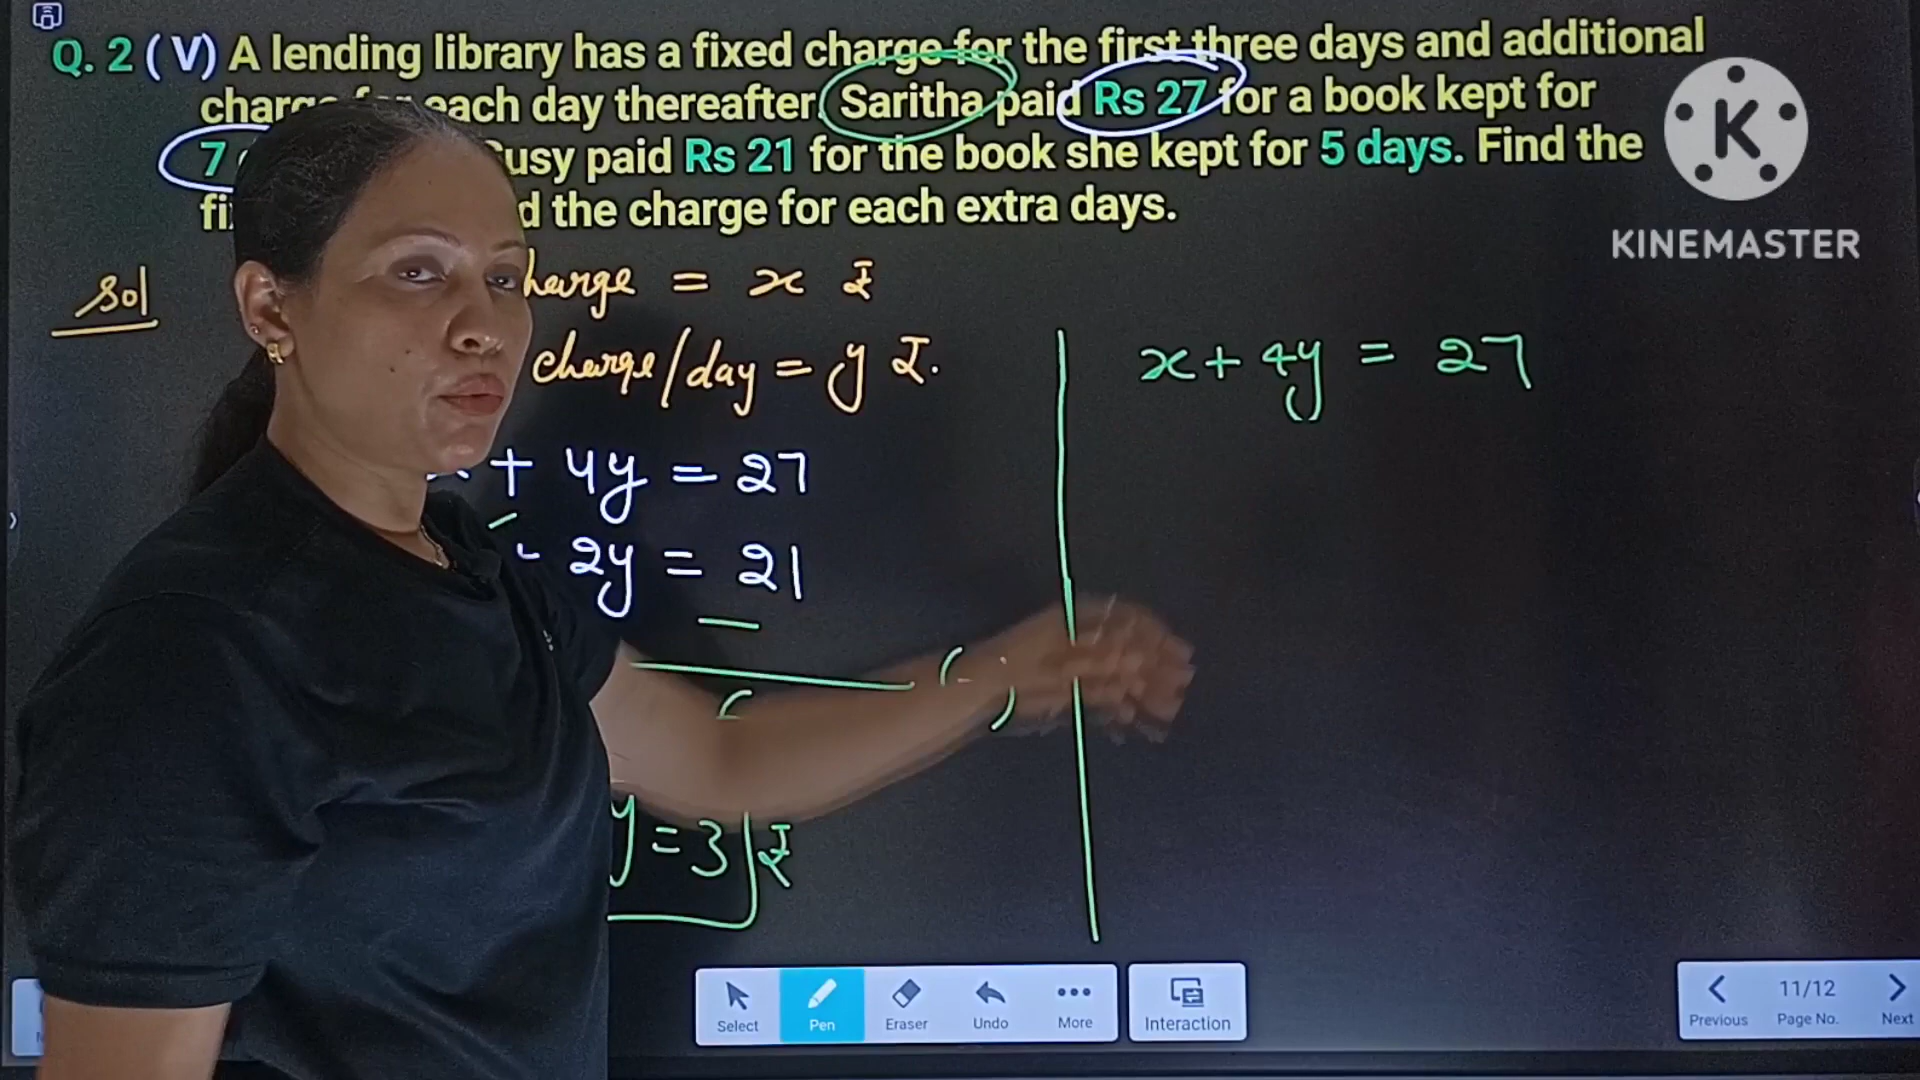 Q. 2 ( V) A lending library has a fixed charge for the first three days and additional
each day thereafter. Saritha paid Rs 27 for a book kept for
7 usy paid Rs 21 for the book she kept for 5 days. Find the
d the charge for each extra days.
KINEMASTER
Sol
harge = x ₹
charge/day = y ₹.
+ 4y = 27
2y = 21
y = 3 ₹
x + 4y = 27
Select
Pen
Eraser
Undo
More
Interaction
Previous
11/12
Page No.
Next